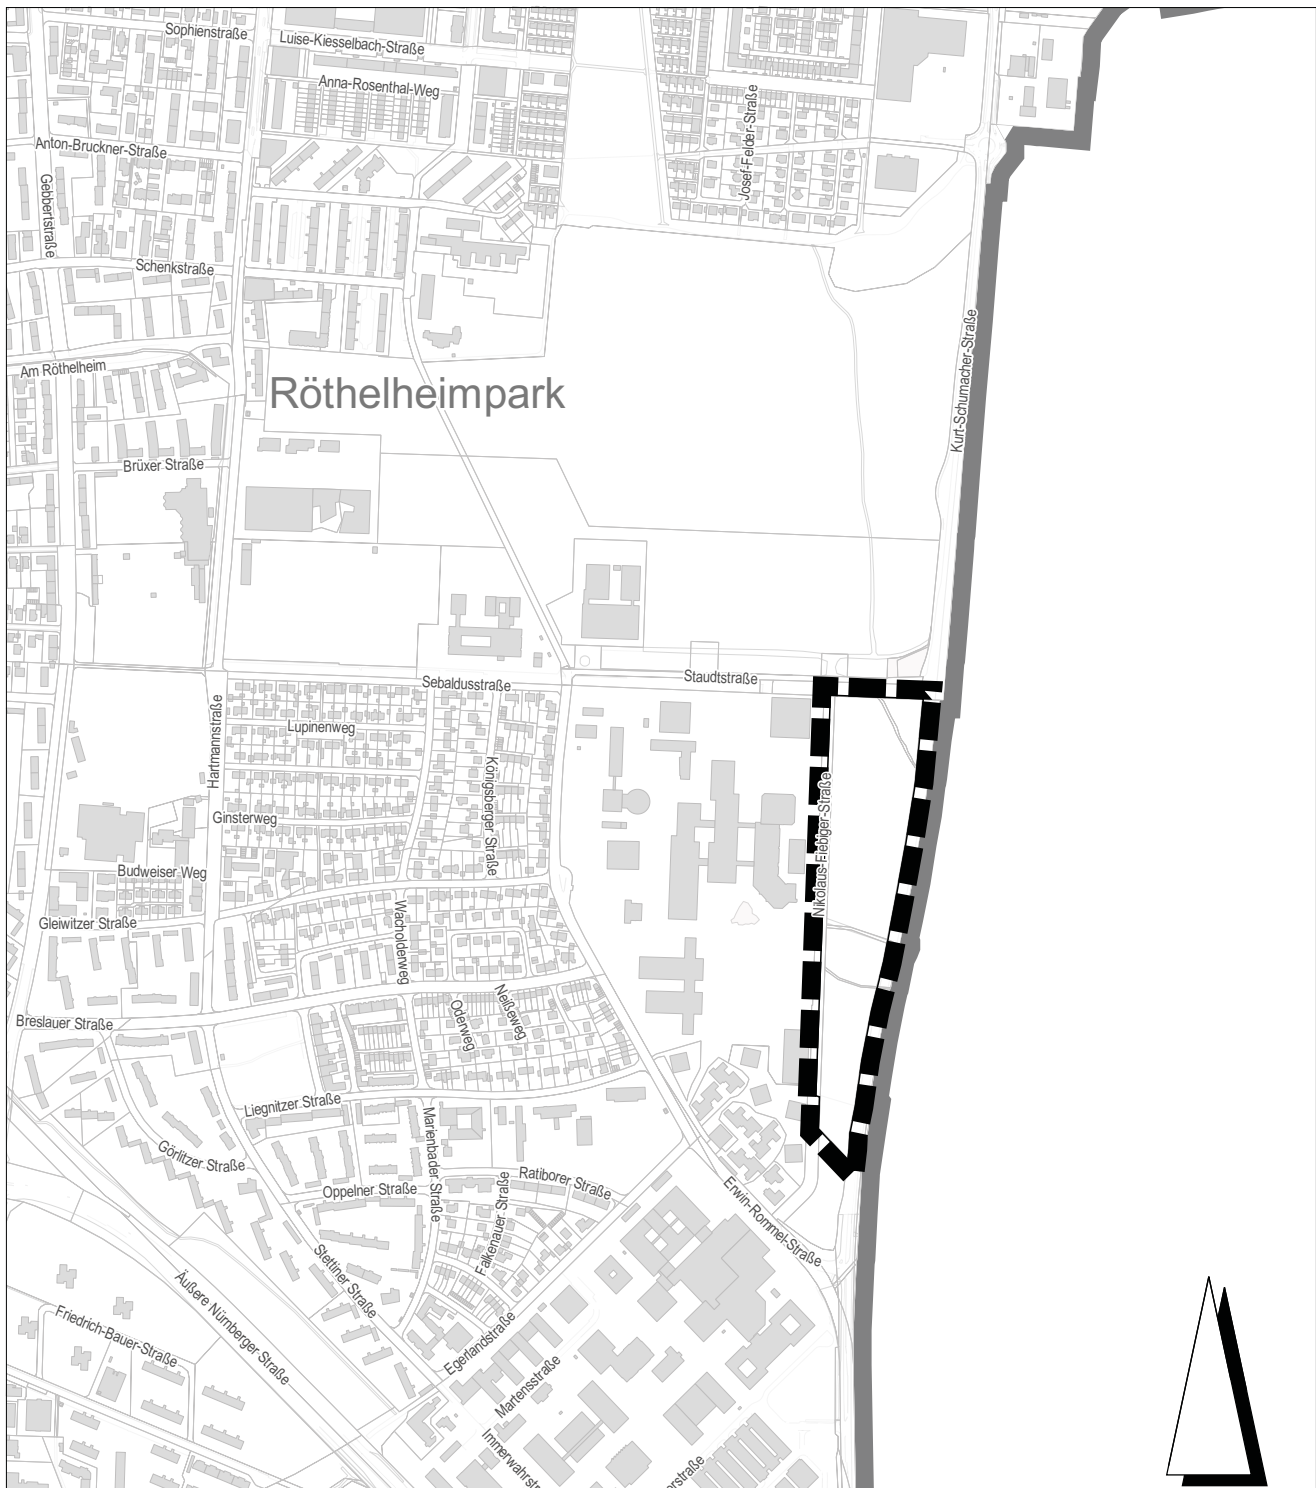 Sophienstraße
Luise-Kiesselbach-Straße
Anna-Rosenthal-Weg
Josef-Felder-Straße
Anton-Bruckner-Straße
Gebbertstraße
Schenkstraße
Am Röthelheim
Röthelheimpark
Kurt-Schumacher-Straße
Brüxer Straße
Sebaldusstraße
Staudtstraße
Hartmannstraße
Lupinenweg
Königsberger Straße
Nikolaus-Fiebiger-Straße
Ginsterweg
Budweiser Weg
Gleiwitzer Straße
Wacholderweg
Neißeweg
Oderweg
Breslauer Straße
Liegnitzer Straße
Marienbader Straße
Görlitzer Straße
Oppelner Straße
Ratiborer Straße
Falkenauer Straße
Erwin-Rommel-Straße
Stettiner Straße
Äußere Nürnberger Straße
Friedrich-Bauer-Straße
Egerlandstraße
Martensstraße
Immerwahrstr
erstraße